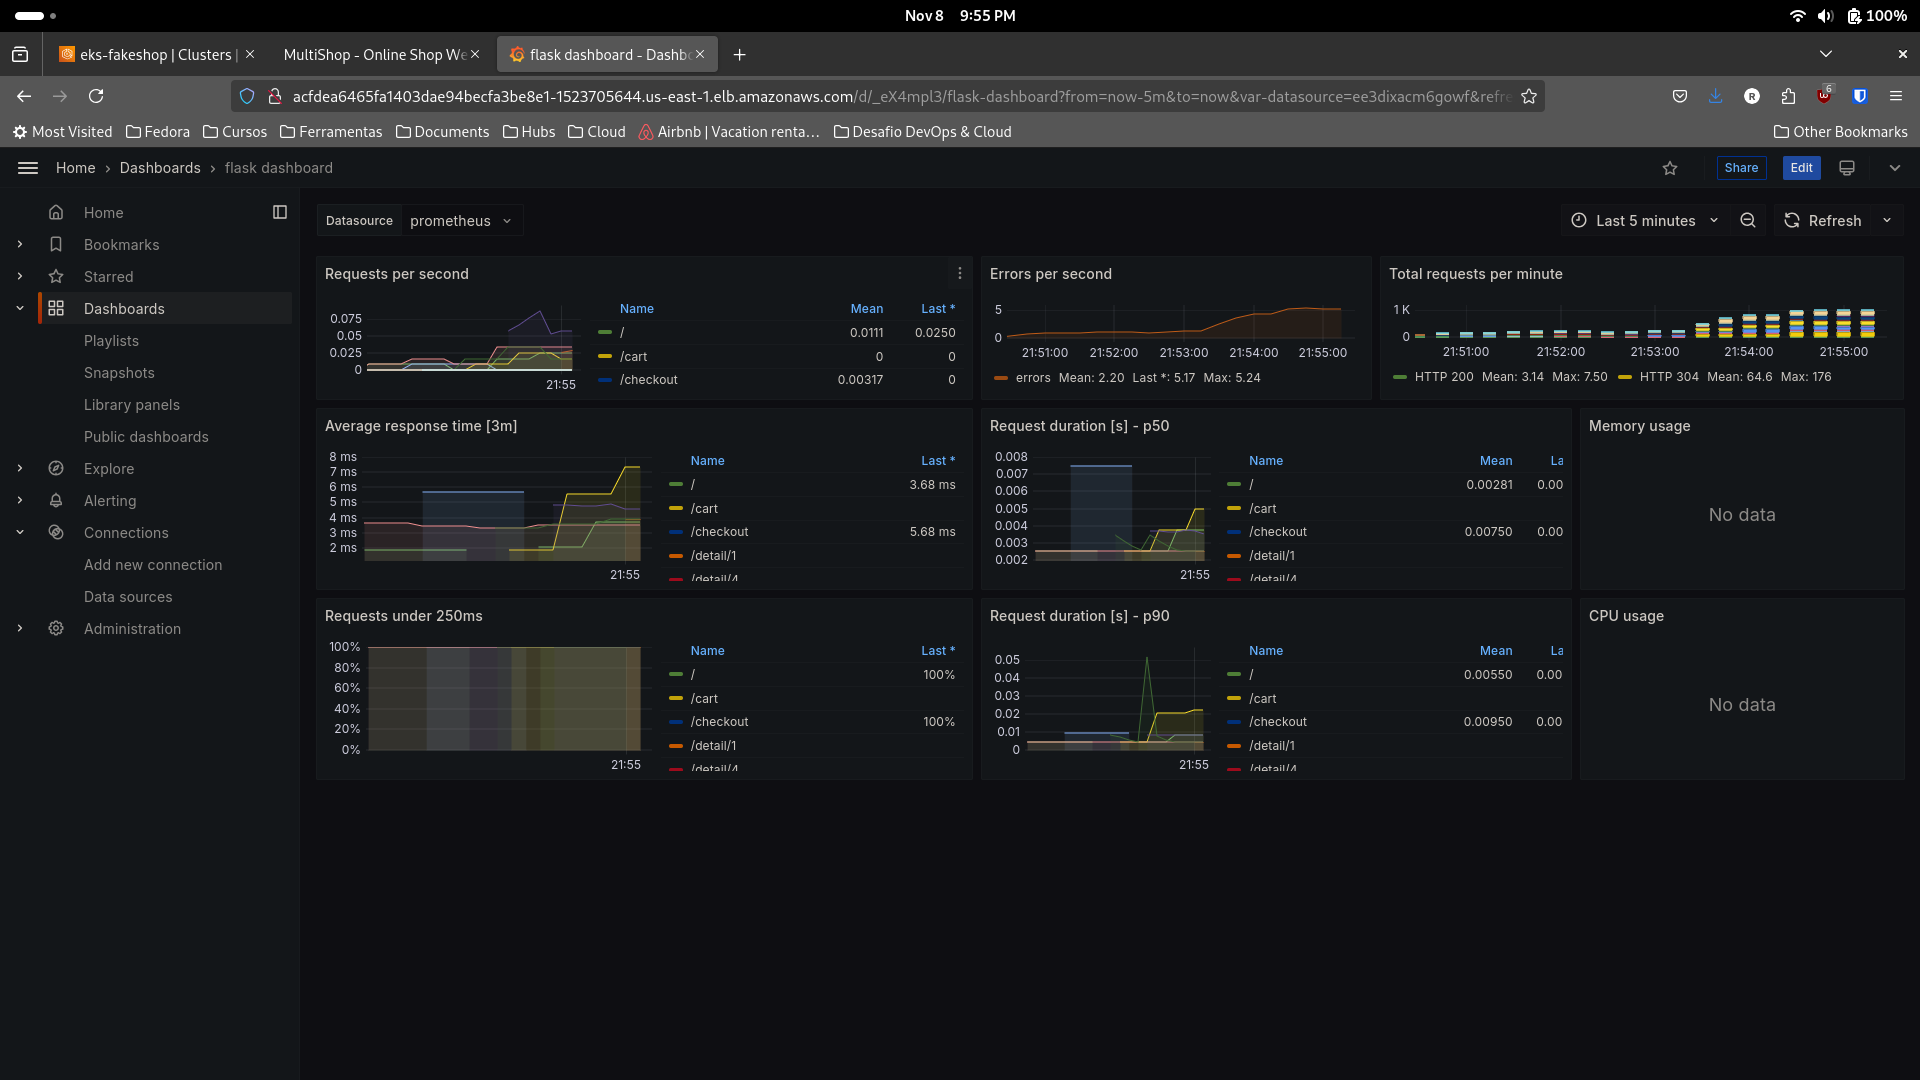 Nov 8 9:55 PM
100%
eks-fakeshop | Clusters |
MultiShop - Online Shop We
flask dashboard - Dashb
acfdea6465fa1403dae94becfa3be8e1-1523705644.us-east-1.elb.amazonaws.com/d/_eX4mpl3/flask-dashboard?from=now-5m&to=now&var-datasource=ee3dixacm6gowf&refre
6
Most Visited Fedora Cursos Ferramentas Documents Hubs Cloud Airbnb | Vacation renta… Desafio DevOps & Cloud Other Bookmarks
Home › Dashboards › flask dashboard
Share Edit
Home
Bookmarks
Starred
Dashboards
Playlists
Snapshots
Library panels
Public dashboards
Explore
Alerting
Connections
Add new connection
Data sources
Administration
Datasource prometheus
Last 5 minutes Refresh
Requests per second
0.075
0.05
0.025
0
21:55
Name Mean Last *
/ 0.0111 0.0250
/cart 0 0
/checkout 0.00317 0
Errors per second
5
0
21:51:00 21:52:00 21:53:00 21:54:00 21:55:00
errors Mean: 2.20 Last *: 5.17 Max: 5.24
Total requests per minute
1 K
0
21:51:00 21:52:00 21:53:00 21:54:00 21:55:00
HTTP 200 Mean: 3.14 Max: 7.50 HTTP 304 Mean: 64.6 Max: 176
Average response time [3m]
8 ms
7 ms
6 ms
5 ms
4 ms
3 ms
2 ms
21:55
Name Last *
/ 3.68 ms
/cart
/checkout 5.68 ms
/detail/1
/detail/4
Request duration [s] - p50
0.008
0.007
0.006
0.005
0.004
0.003
0.002
21:55
Name Mean La
/ 0.00281 0.00
/cart
/checkout 0.00750 0.00
/detail/1
/detail/4
Memory usage
No data
Requests under 250ms
100%
80%
60%
40%
20%
0%
21:55
Name Last *
/ 100%
/cart
/checkout 100%
/detail/1
/detail/4
Request duration [s] - p90
0.05
0.04
0.03
0.02
0.01
0
21:55
Name Mean La
/ 0.00550 0.00
/cart
/checkout 0.00950 0.00
/detail/1
/detail/4
CPU usage
No data